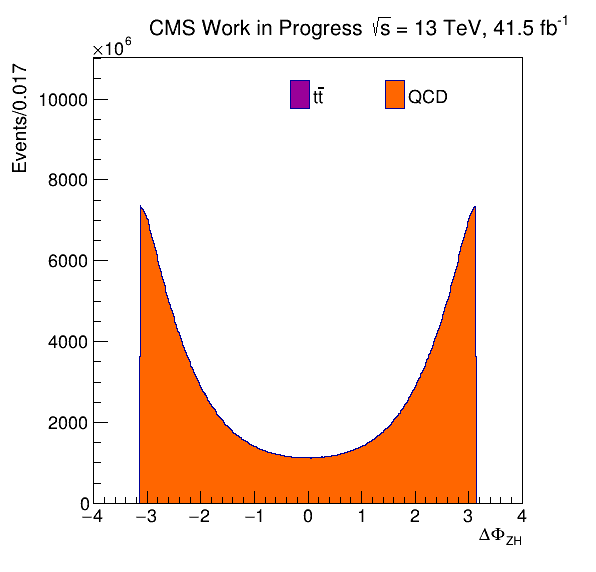 CMS Work in Progress √s = 13 TeV, 41.5 fb⁻¹
×10⁶
Events/0.017
tt̄
QCD
10000
8000
6000
4000
2000
0
−4 −3 −2 −1 0 1 2 3 4
ΔΦ_ZH